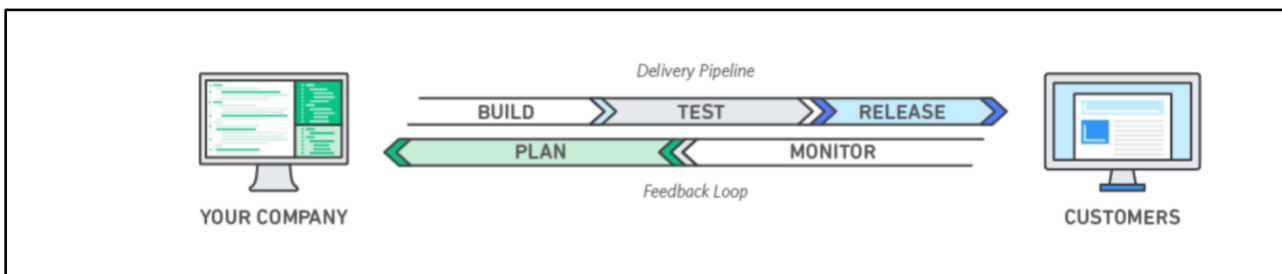 Delivery Pipeline
BUILD TEST RELEASE
PLAN MONITOR
Feedback Loop
YOUR COMPANY CUSTOMERS